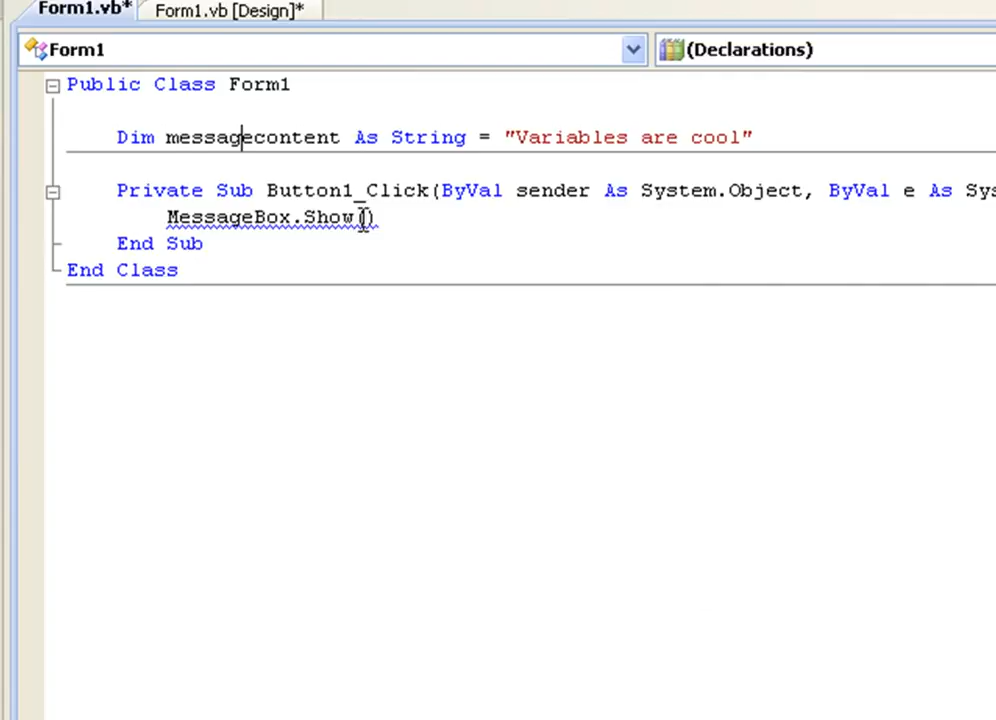 Form1.vb* Form1.vb [Design]*
Form1 (Declarations)
Public Class Form1
Dim messagecontent As String = "Variables are cool"
Private Sub Button1_Click(ByVal sender As System.Object, ByVal e As Sys
MessageBox.Show()
End Sub
End Class